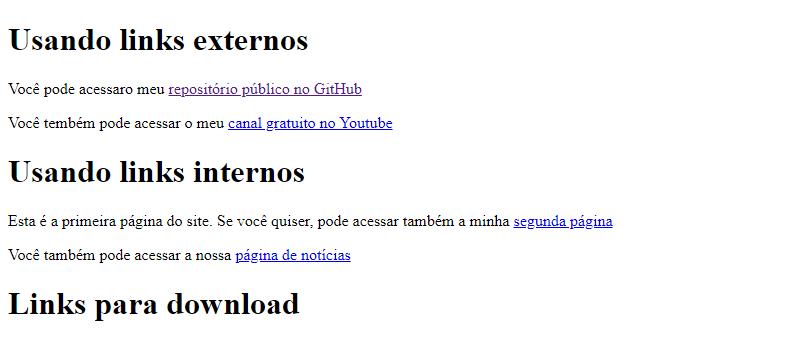 Usando links externos
Você pode acessaro meu repositório público no GitHub
Você tembém pode acessar o meu canal gratuito no Youtube
Usando links internos
Esta é a primeira página do site. Se você quiser, pode acessar também a minha segunda página
Você também pode acessar a nossa página de notícias
Links para download